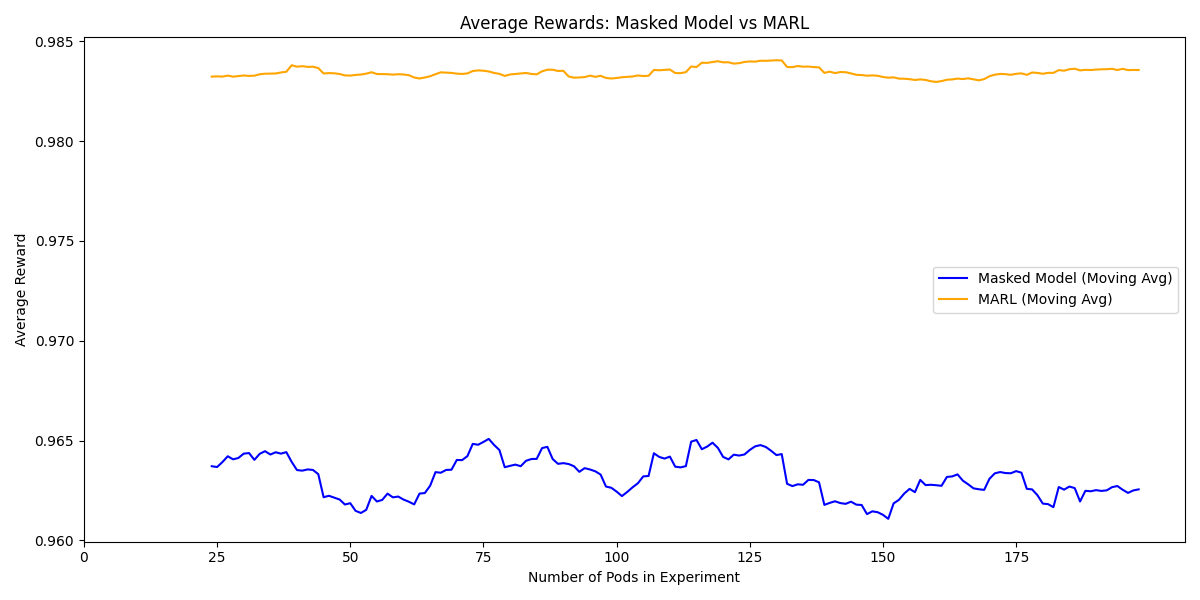 Average Rewards: Masked Model vs MARL
Average Reward
0.985
0.980
0.975
0.970
0.965
0.960
Masked Model (Moving Avg)
MARL (Moving Avg)
0 25 50 75 100 125 150 175
Number of Pods in Experiment